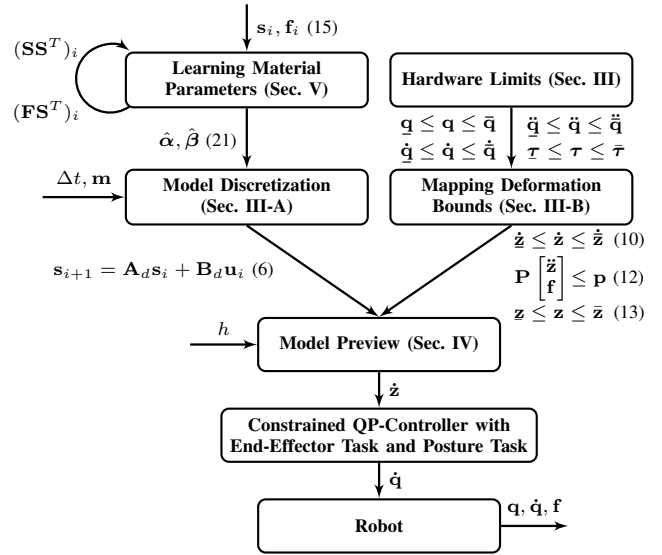 s_i, f_i (15)
(SS^T)_i
(FS^T)_i
Learning Material
Parameters (Sec. V)
Hardware Limits (Sec. III)
α̂, β̂ (21)
q̲ ≤ q ≤ q̄
q̲̇ ≤ q̇ ≤ q̇̄
q̲̈ ≤ q̈ ≤ q̈̄
τ̲ ≤ τ ≤ τ̄
Δt, m
Model Discretization
(Sec. III-A)
Mapping Deformation
Bounds (Sec. III-B)
s_{i+1} = A_d s_i + B_d u_i (6)
ż̲ ≤ ż ≤ ż̄ (10)
P [z̈ f] ≤ p (12)
z̲ ≤ z ≤ z̄ (13)
h
Model Preview (Sec. IV)
ż
Constrained QP-Controller with
End-Effector Task and Posture Task
q̇
Robot
q, q̇, f